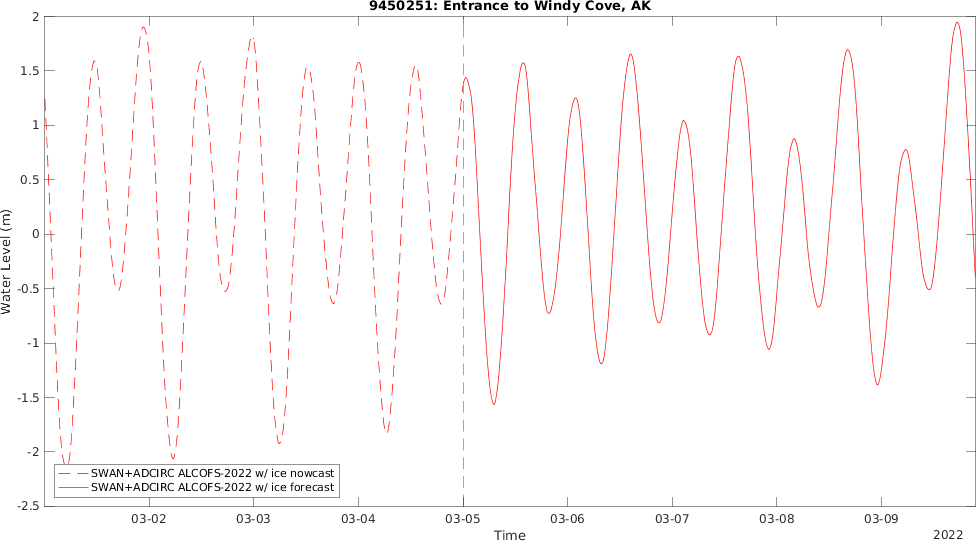 9450251: Entrance to Windy Cove, AK
Water Level (m)
2
1.5
1
0.5
0
-0.5
-1
-1.5
-2
-2.5
SWAN+ADCIRC ALCOFS-2022 w/ ice nowcast
SWAN+ADCIRC ALCOFS-2022 w/ ice forecast
03-02 03-03 03-04 03-05 03-06 03-07 03-08 03-09
Time
2022